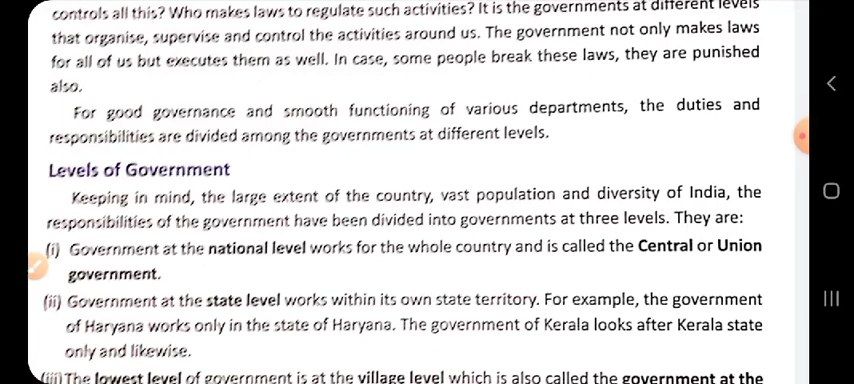 controls all this? Who makes laws to regulate such activities? It is the governments at different levels
that organise, supervise and control the activities around us. The government not only makes laws
for all of us but executes them as well. In case, some people break these laws, they are punished
also.
For good governance and smooth functioning of various departments, the duties and
responsibilities are divided among the governments at different levels.
Levels of Government
Keeping in mind, the large extent of the country, vast population and diversity of India, the
responsibilities of the government have been divided into governments at three levels. They are:
(i) Government at the national level works for the whole country and is called the Central or Union
government.
(ii) Government at the state level works within its own state territory. For example, the government
of Haryana works only in the state of Haryana. The government of Kerala looks after Kerala state
only and likewise.
(iii) The lowest level of government is at the village level which is also called the government at the